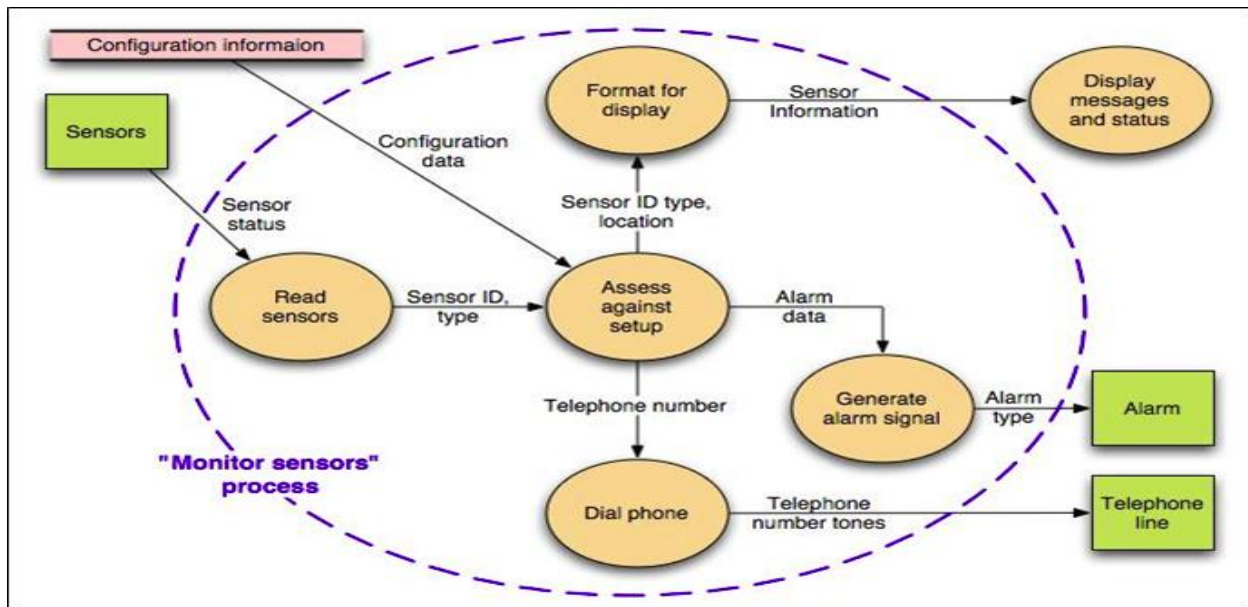 Configuration informaion
Sensors
Sensor
status
Configuration
data
Format for
display
Sensor
Information
Display
messages
and status
Sensor ID type,
location
Read
sensors
Sensor ID,
type
Assess
against
setup
Alarm
data
Generate
alarm signal
Alarm
type
Alarm
Telephone number
"Monitor sensors"
process
Dial phone
Telephone
number tones
Telephone
line